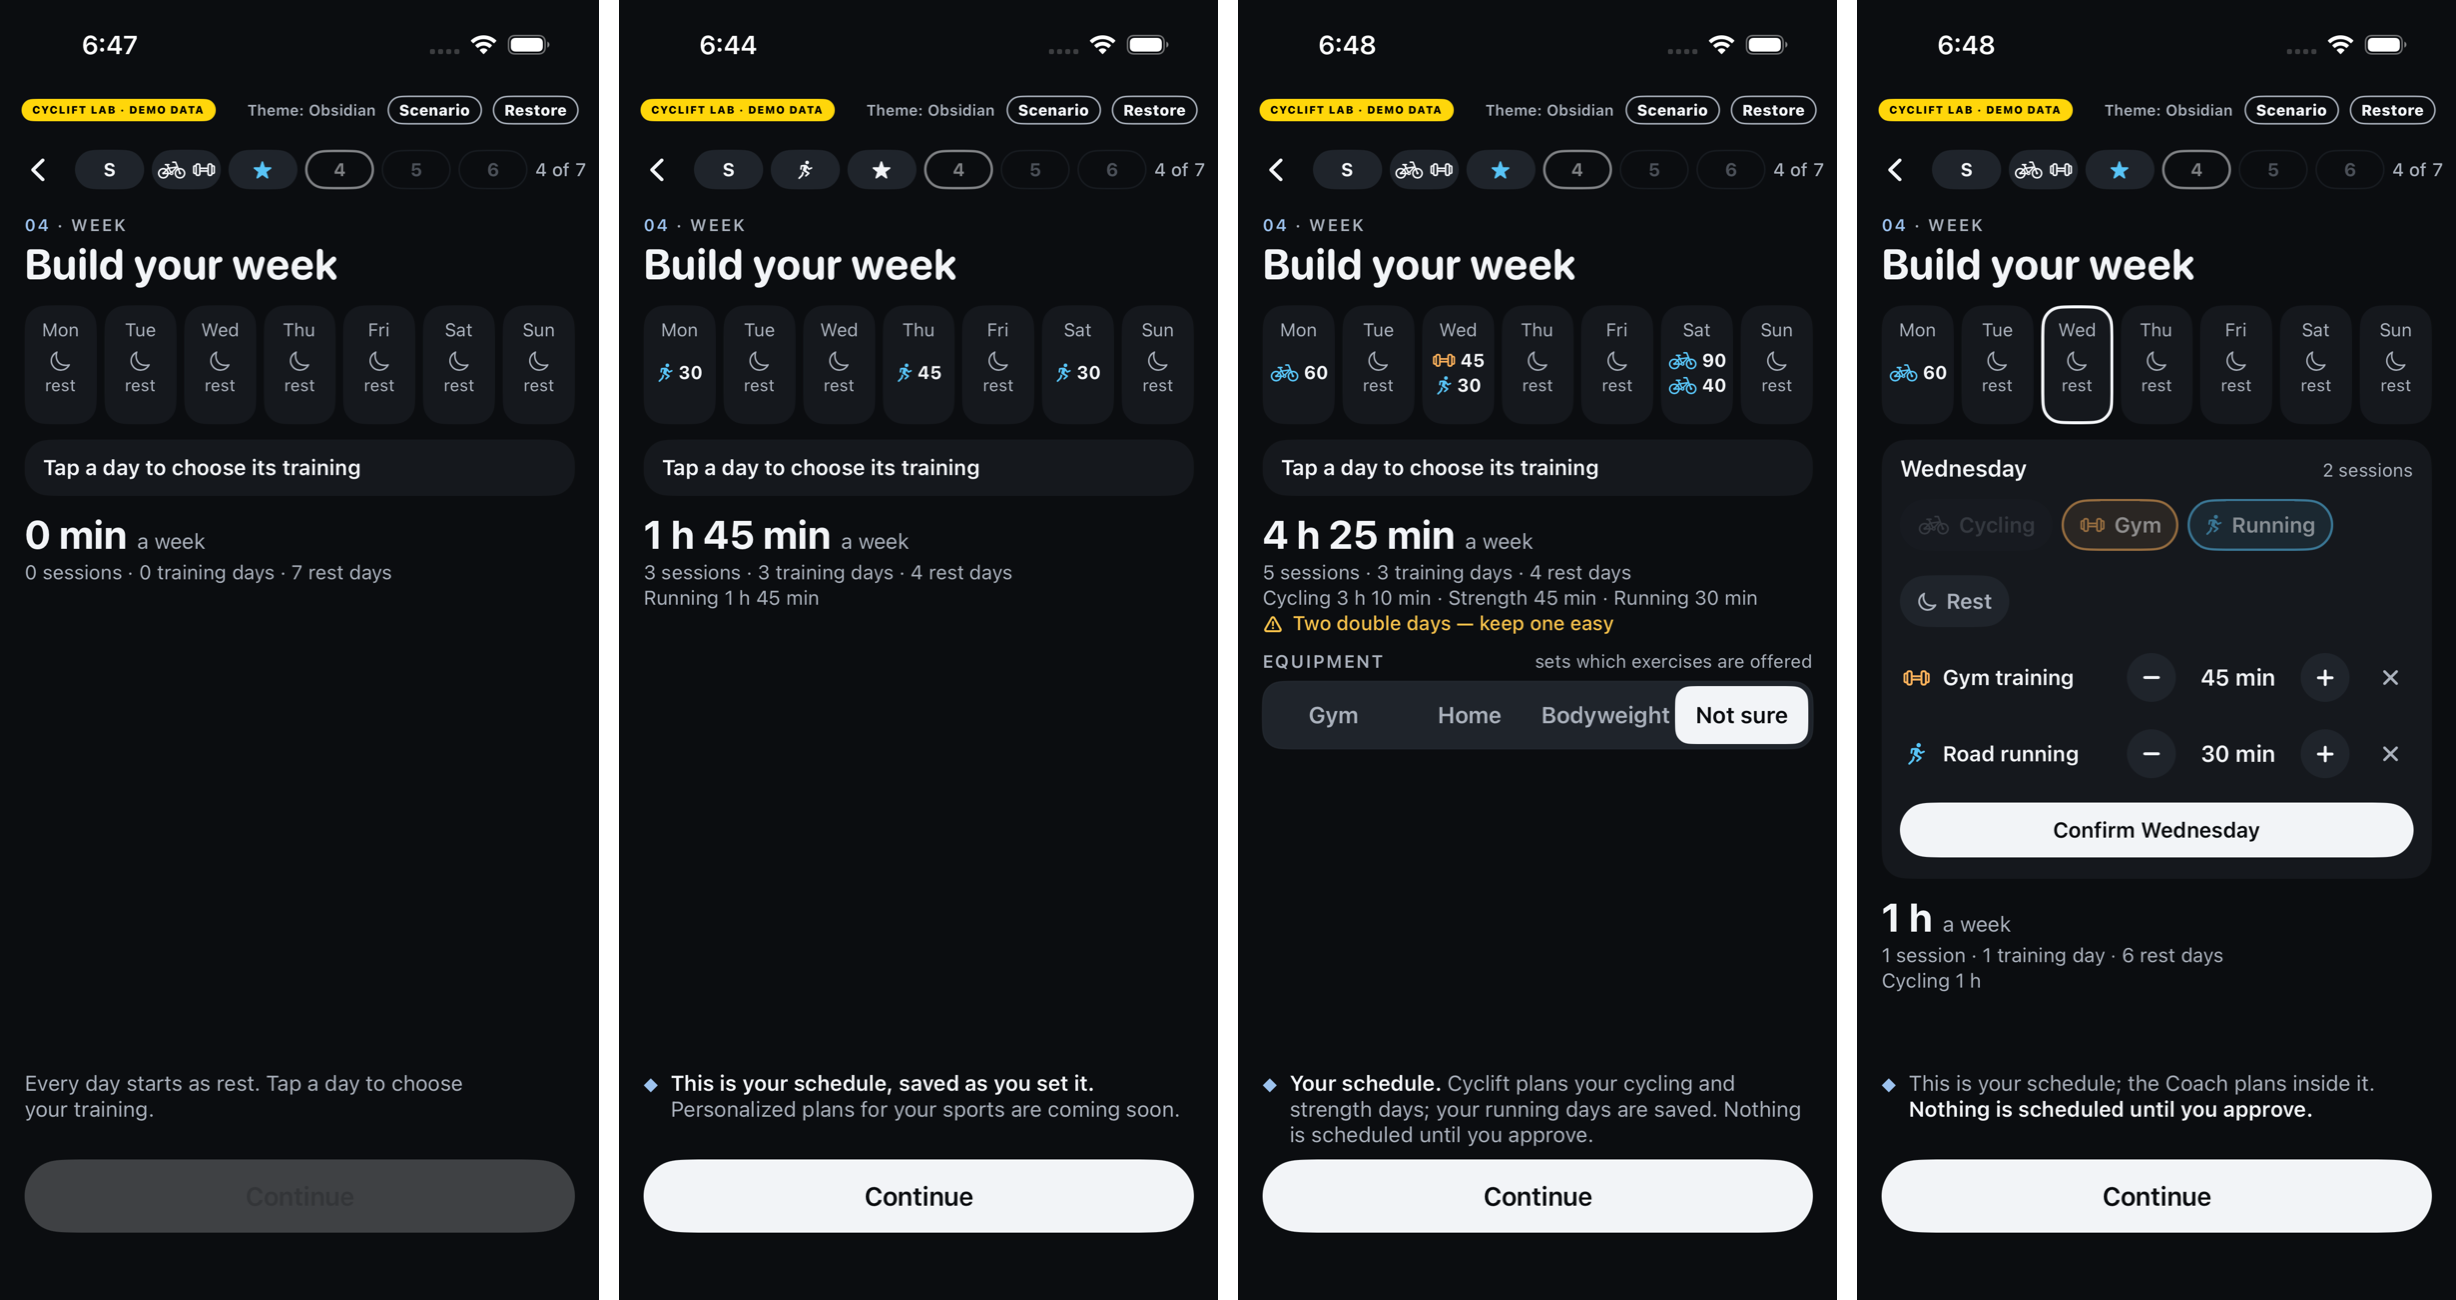 6:47
CYCLIFT LAB · DEMO DATA Theme: Obsidian Scenario Restore
S 4 5 6 4 of 7
04 · WEEK
Build your week
Mon Tue Wed Thu Fri Sat Sun
rest rest rest rest rest rest rest
Tap a day to choose its training
0 min a week
0 sessions · 0 training days · 7 rest days
Every day starts as rest. Tap a day to choose
your training.
Continue
6:44
CYCLIFT LAB · DEMO DATA Theme: Obsidian Scenario Restore
S 4 5 6 4 of 7
04 · WEEK
Build your week
Mon Tue Wed Thu Fri Sat Sun
30 rest rest 45 rest 30 rest
Tap a day to choose its training
1 h 45 min a week
3 sessions · 3 training days · 4 rest days
Running 1 h 45 min
This is your schedule, saved as you set it.
Personalized plans for your sports are coming soon.
Continue
6:48
CYCLIFT LAB · DEMO DATA Theme: Obsidian Scenario Restore
S 4 5 6 4 of 7
04 · WEEK
Build your week
Mon Tue Wed Thu Fri Sat Sun
60 rest 45 rest rest 90 rest
30 40
Tap a day to choose its training
4 h 25 min a week
5 sessions · 3 training days · 4 rest days
Cycling 3 h 10 min · Strength 45 min · Running 30 min
Two double days — keep one easy
EQUIPMENT sets which exercises are offered
Gym Home Bodyweight Not sure
Your schedule. Cyclift plans your cycling and
strength days; your running days are saved. Nothing
is scheduled until you approve.
Continue
6:48
CYCLIFT LAB · DEMO DATA Theme: Obsidian Scenario Restore
S 4 5 6 4 of 7
04 · WEEK
Build your week
Mon Tue Wed Thu Fri Sat Sun
60 rest rest rest rest rest rest
Wednesday 2 sessions
Cycling Gym Running
Rest
Gym training − 45 min + ×
Road running − 30 min + ×
Confirm Wednesday
1 h a week
1 session · 1 training day · 6 rest days
Cycling 1 h
This is your schedule; the Coach plans inside it.
Nothing is scheduled until you approve.
Continue